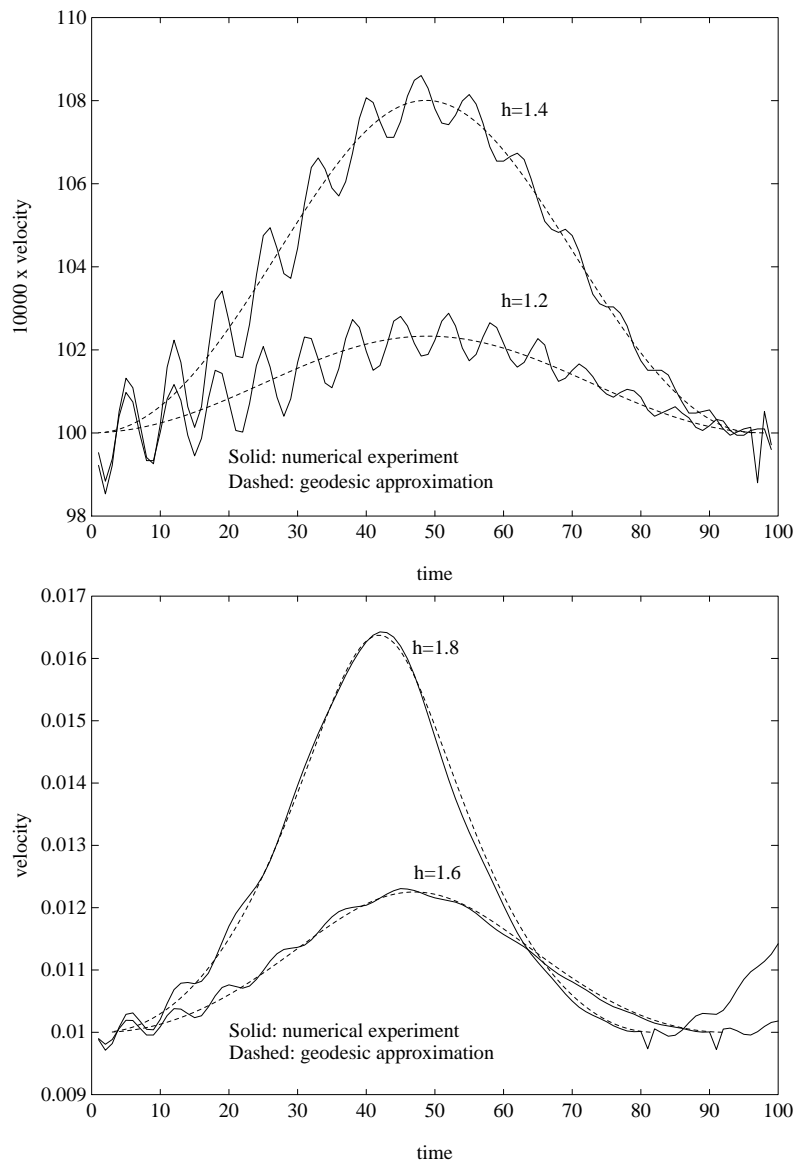 110
108
106
104
102
100
98
10000 x velocity
h=1.4
h=1.2
Solid: numerical experiment
Dashed: geodesic approximation
0 10 20 30 40 50 60 70 80 90 100
time
0.017
0.016
0.015
0.014
0.013
0.012
0.011
0.01
0.009
velocity
h=1.8
h=1.6
Solid: numerical experiment
Dashed: geodesic approximation
0 10 20 30 40 50 60 70 80 90 100
time